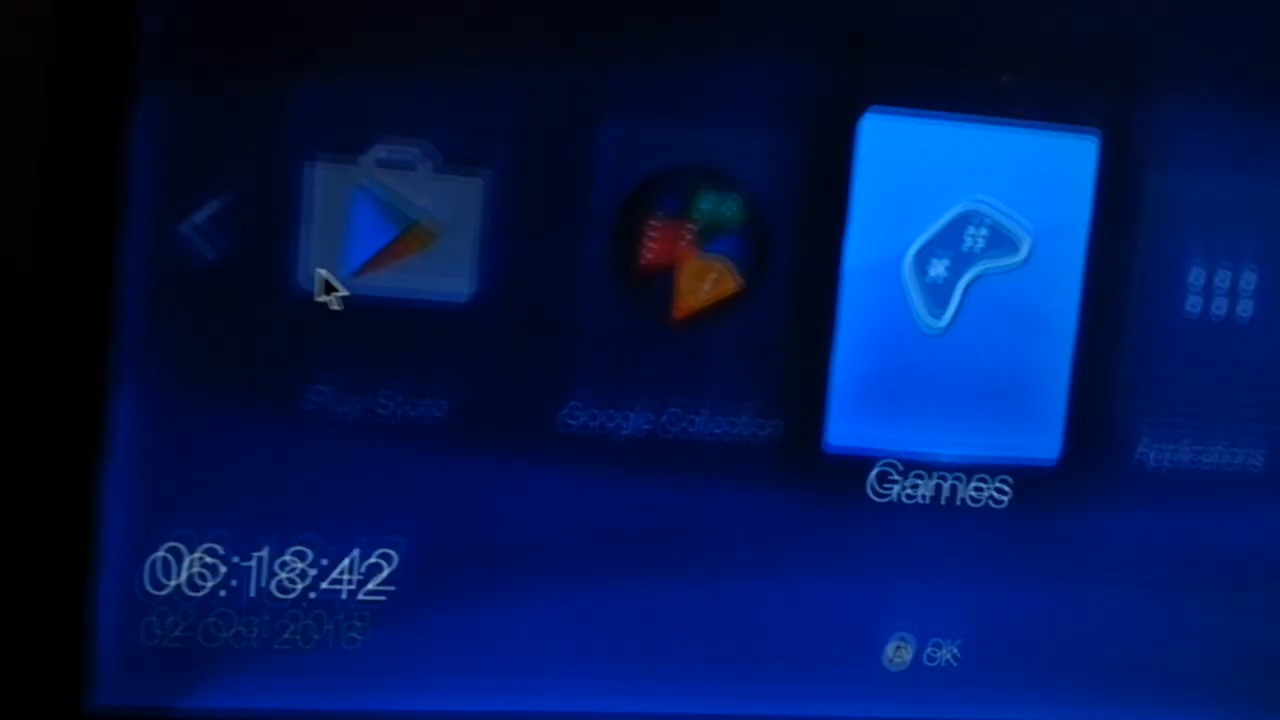 Play Store
Google Collection
Games
Applications
06:18:42
02 Oct 2018
A OK